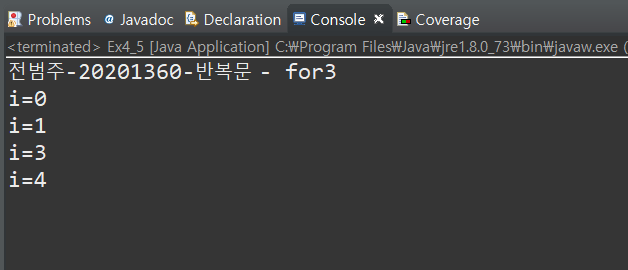 Problems @ Javadoc Declaration Console Coverage
<terminated> Ex4_5 [Java Application] C:₩Program Files₩Java₩jre1.8.0_73₩bin₩javaw.exe (
전범주-20201360-반복문 - for3
i=0
i=1
i=3
i=4